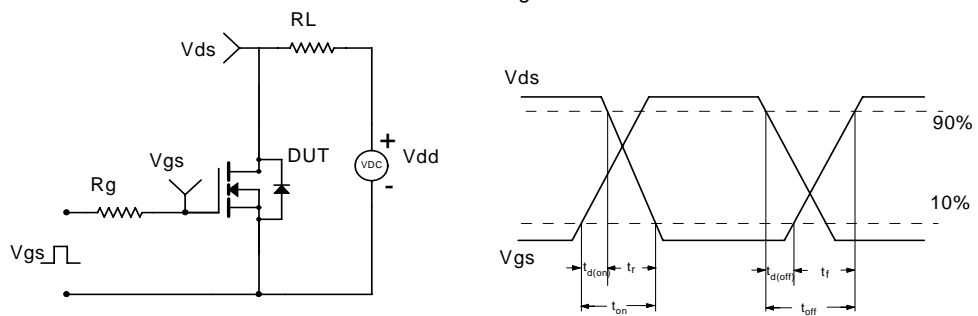 g
RL
Vds
Vds
90%
Vgs
DUT
+
VDC
Vdd
-
Rg
10%
Vgs
Vgs
td(on)
tr
td(off)
tf
ton
toff